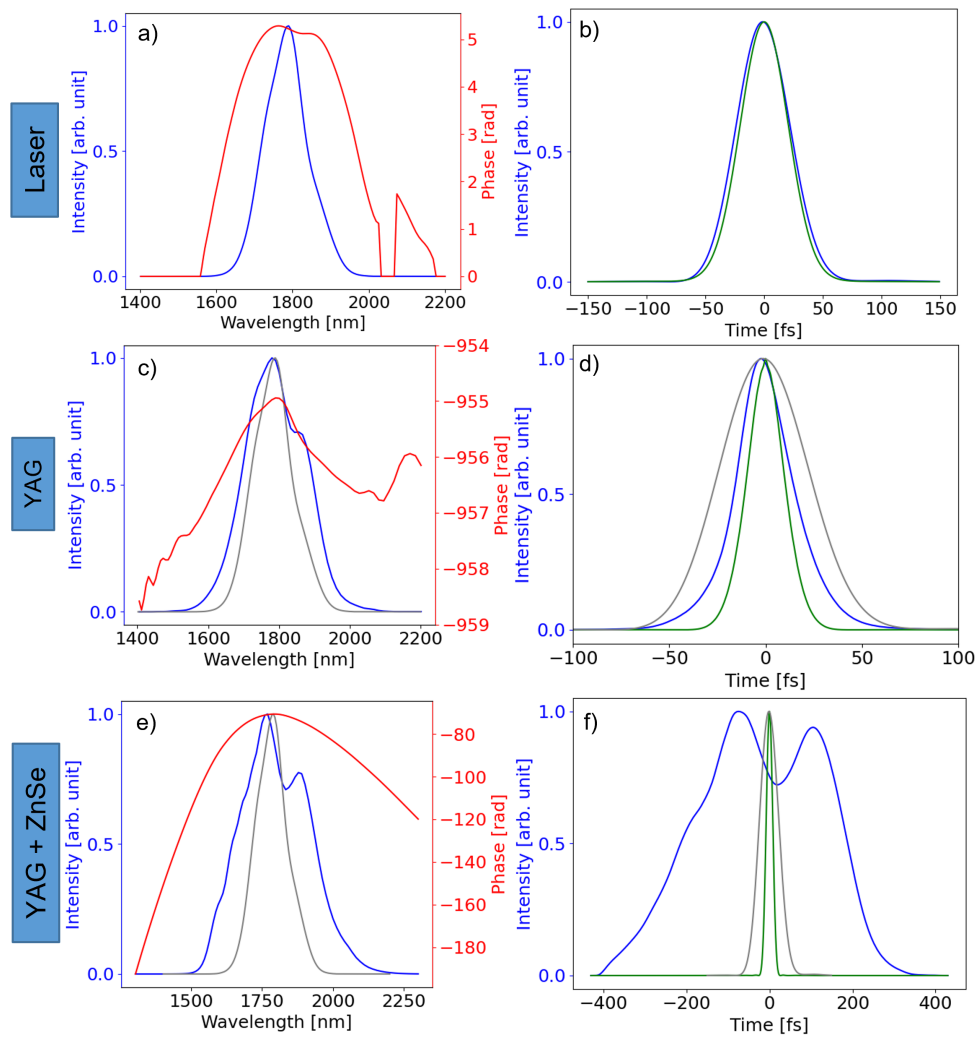 Laser
a)
Intensity [arb. unit]
1.0
0.5
0.0
1400 1600 1800 2000 2200
Wavelength [nm]
5
4
3
2
1
0
Phase [rad]
b)
Intensity [arb. unit]
1.0
0.5
0.0
−150 −100 −50 0 50 100 150
Time [fs]
YAG
c)
Intensity [arb. unit]
1.0
0.5
0.0
1400 1600 1800 2000 2200
Wavelength [nm]
−954
−955
−956
−957
−958
−959
Phase [rad]
d)
Intensity [arb. unit]
1.0
0.5
0.0
−100 −50 0 50 100
Time [fs]
YAG + ZnSe
e)
Intensity [arb. unit]
1.0
0.5
0.0
1500 1750 2000 2250
Wavelength [nm]
−80
−100
−120
−140
−160
−180
Phase [rad]
f)
Intensity [arb. unit]
1.0
0.5
0.0
−400 −200 0 200 400
Time [fs]